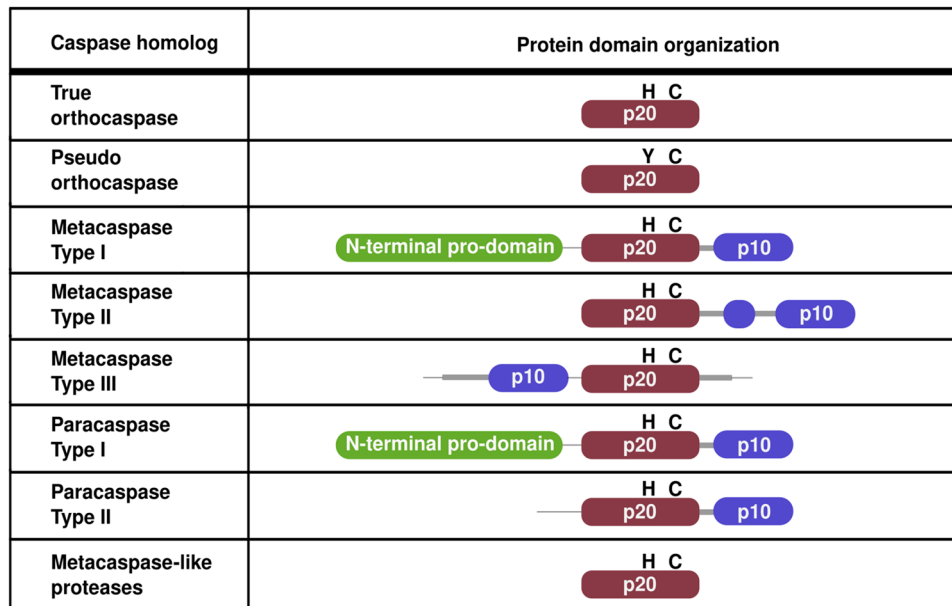 Caspase homolog
Protein domain organization
True
orthocaspase
H C
p20
Pseudo
orthocaspase
Y C
p20
Metacaspase
Type I
H C
N-terminal pro-domain p20 p10
Metacaspase
Type II
H C
p20 p10
Metacaspase
Type III
H C
p10 p20
Paracaspase
Type I
H C
N-terminal pro-domain p20 p10
Paracaspase
Type II
H C
p20 p10
Metacaspase-like
proteases
H C
p20